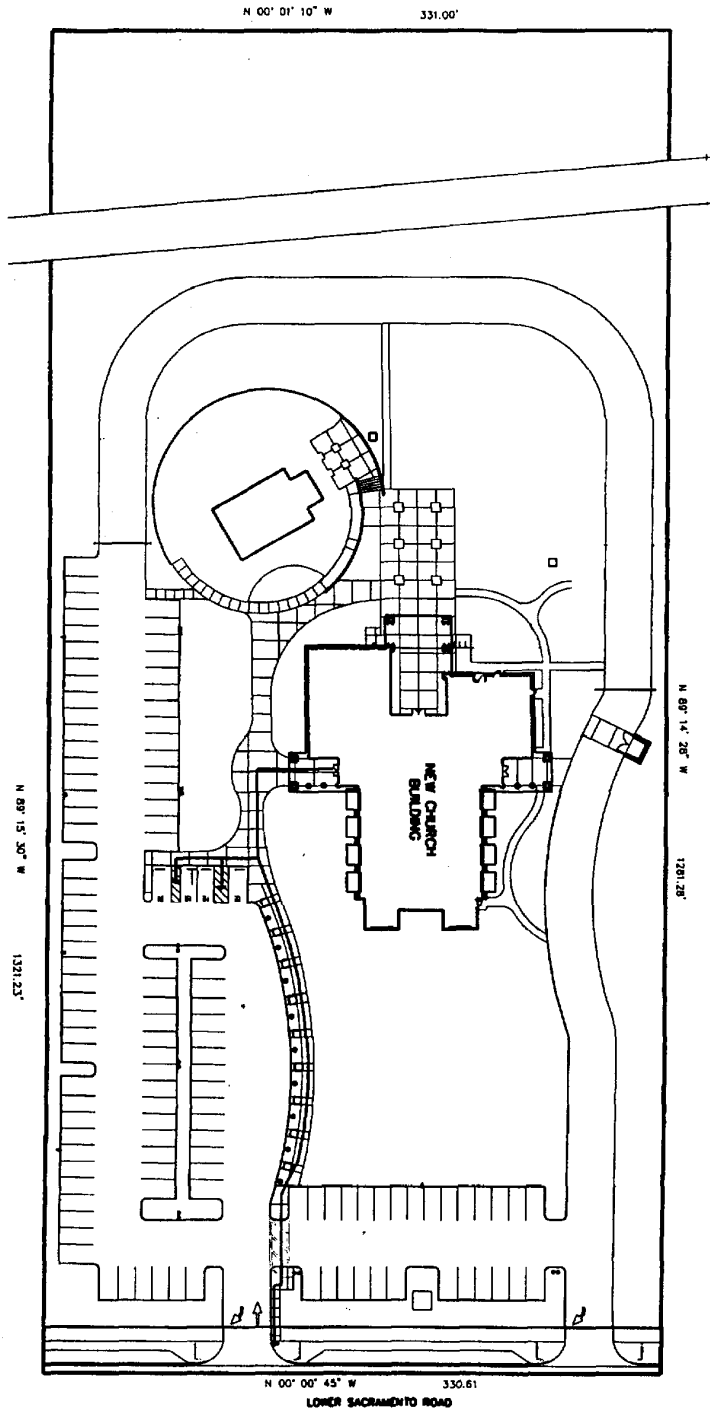 N 00° 01' 10" W 331.00'
N 89° 14' 28" W 1281.28'
NEW CHURCH
BUILDING
N 89° 15' 30" W 1321.23'
N 00° 00' 45" W 330.61
LOWER SACRAMENTO ROAD